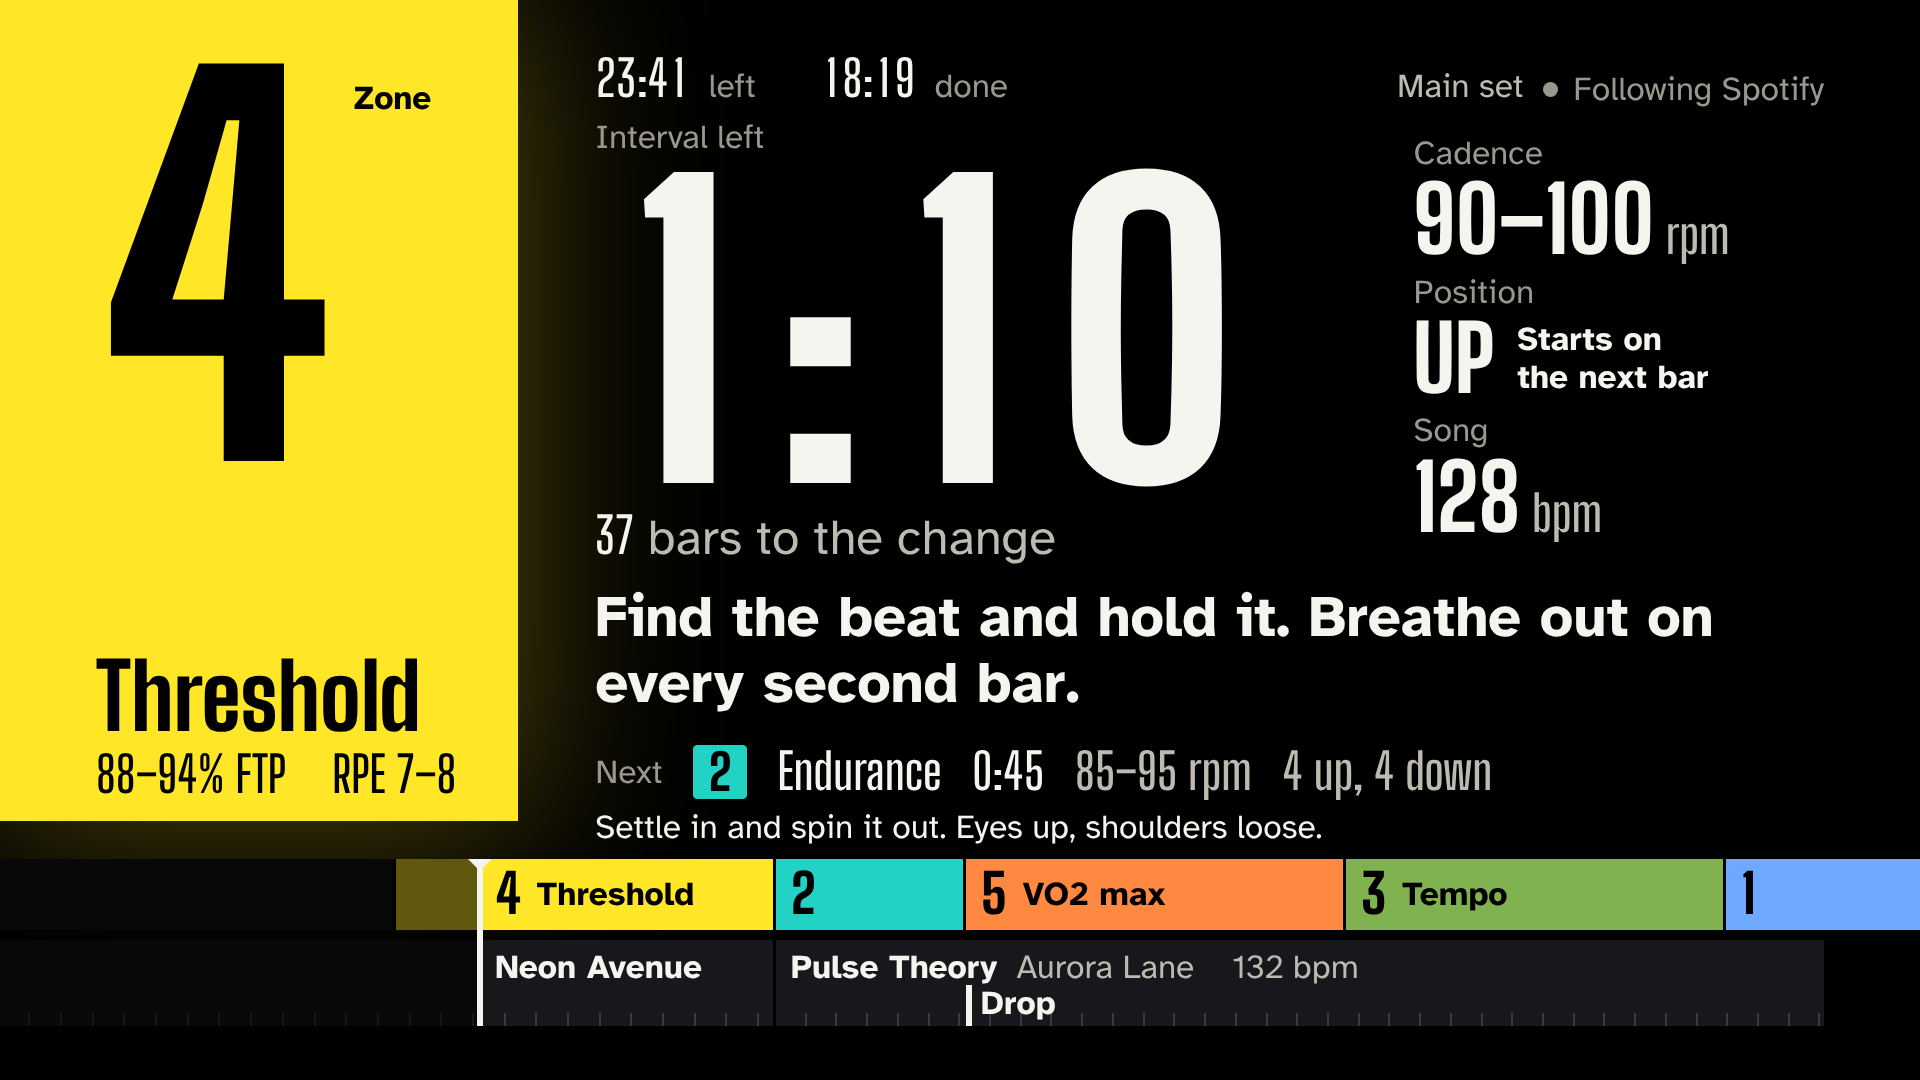 4 Zone
Threshold
88–94% FTP RPE 7–8
23:41 left 18:19 done
Main set ● Following Spotify
Interval left
1:10
37 bars to the change
Cadence
90–100 rpm
Position
UP Starts on
the next bar
Song
128 bpm
Find the beat and hold it. Breathe out on
every second bar.
Next 2 Endurance 0:45 85–95 rpm 4 up, 4 down
Settle in and spin it out. Eyes up, shoulders loose.
4 Threshold 2 5 VO2 max 3 Tempo 1
Neon Avenue Pulse Theory Aurora Lane 132 bpm
Drop